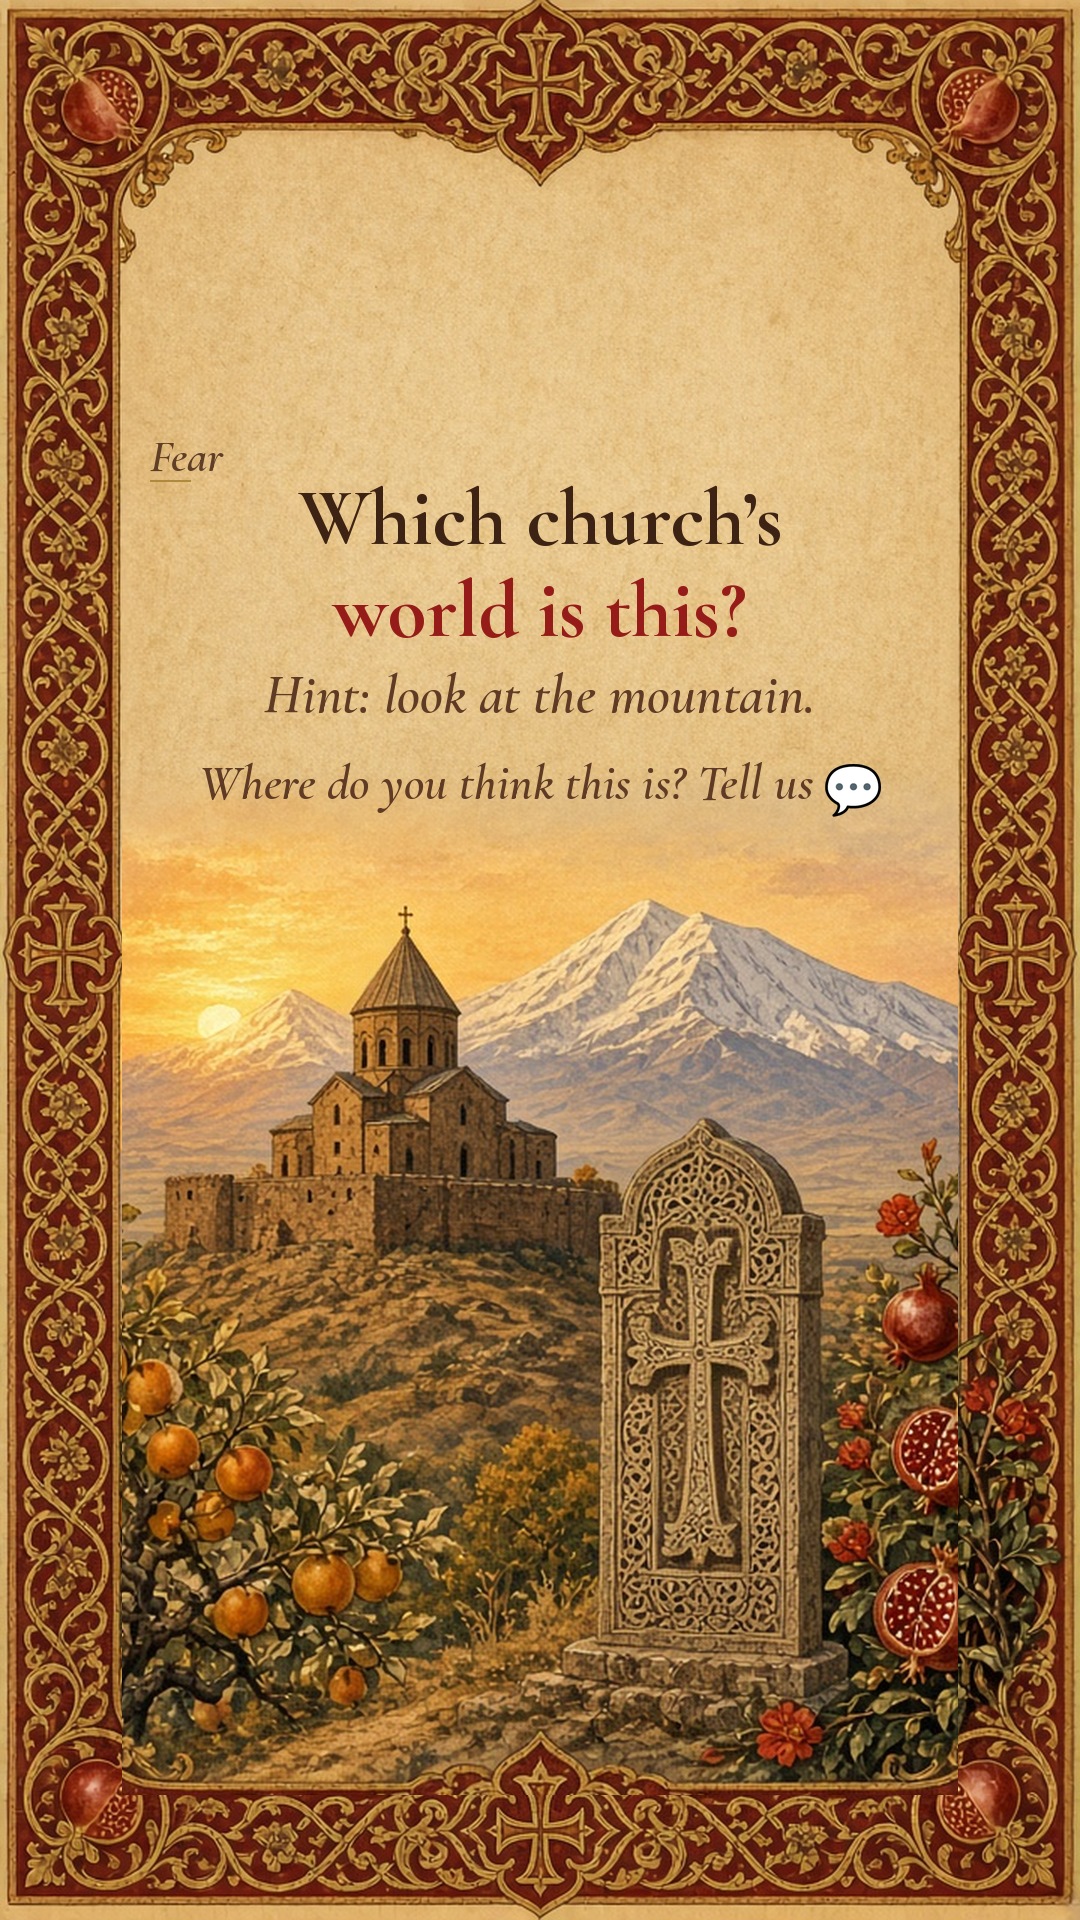 Fear
Which church’s
world is this?
Hint: look at the mountain.
Where do you think this is? Tell us 💬